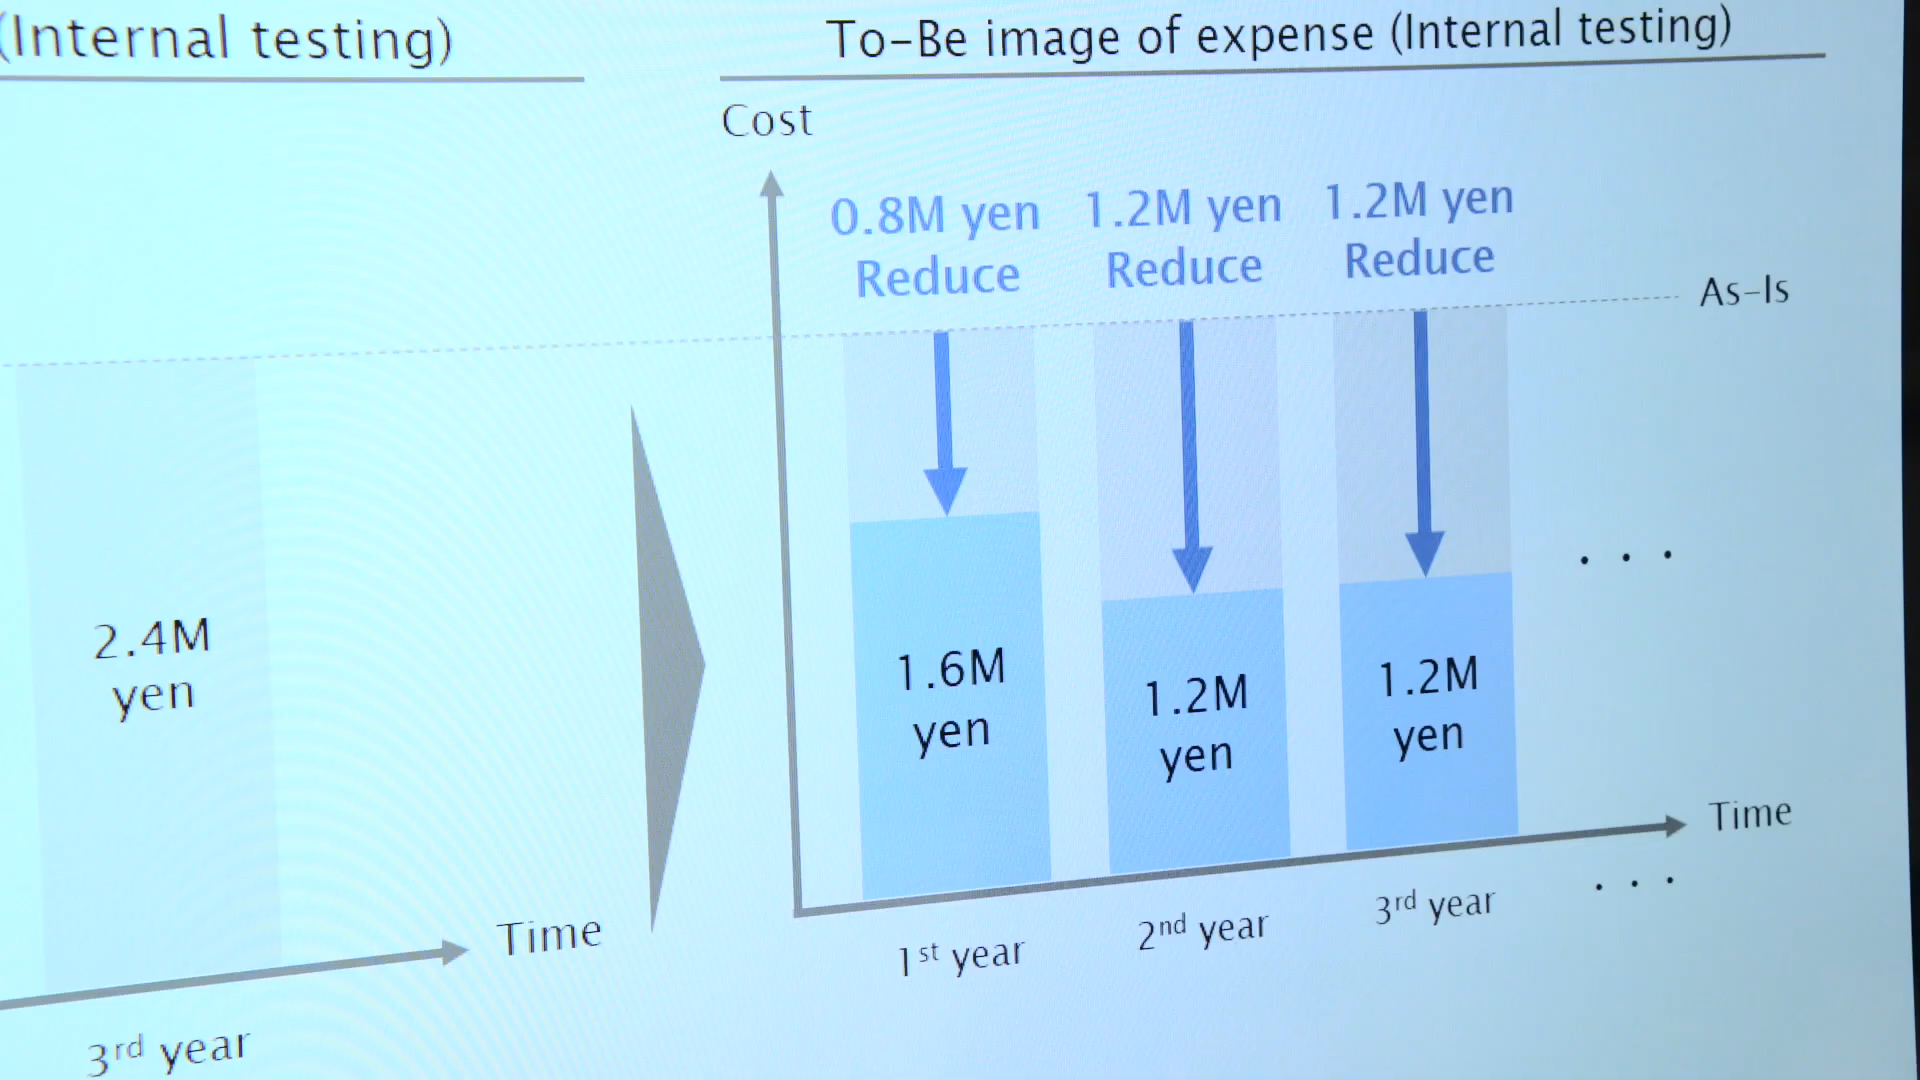 (Internal testing)
2.4M
yen
Time
3rd year
To-Be image of expense (Internal testing)
Cost
0.8M yen
Reduce
1.2M yen
Reduce
1.2M yen
Reduce
As-Is
1.6M
yen
1.2M
yen
1.2M
yen
. . .
Time
1st year
2nd year
3rd year
. . .